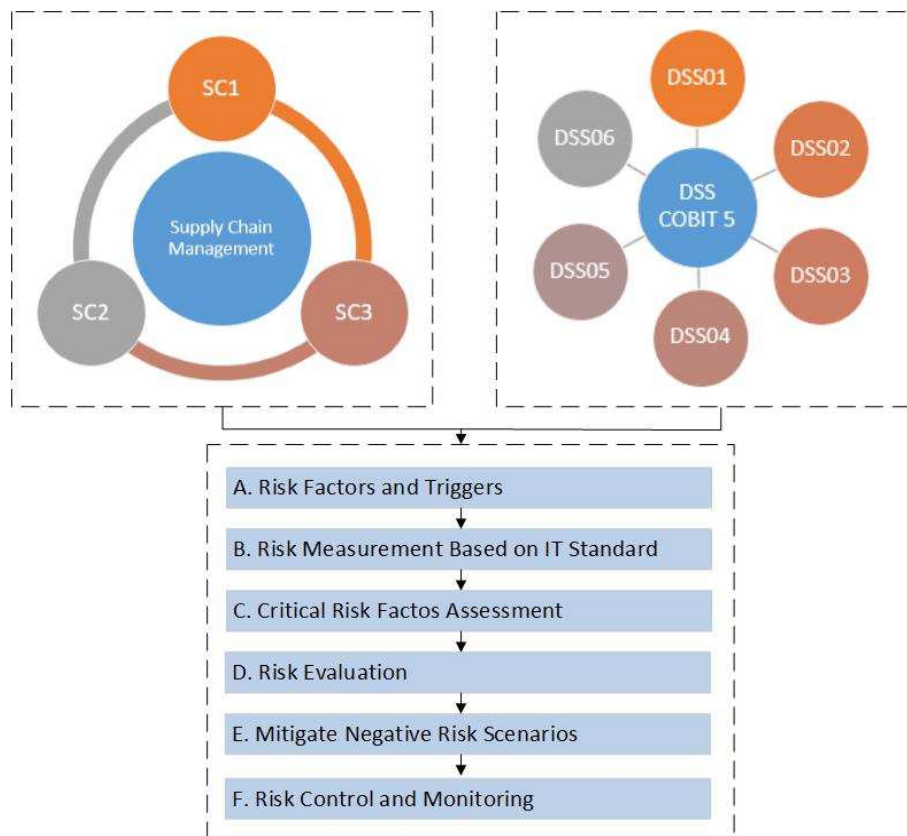 SC1
Supply Chain
Management
SC2
SC3
DSS01
DSS06
DSS02
DSS
COBIT 5
DSS05
DSS03
DSS04
A. Risk Factors and Triggers
B. Risk Measurement Based on IT Standard
C. Critical Risk Factos Assessment
D. Risk Evaluation
E. Mitigate Negative Risk Scenarios
F. Risk Control and Monitoring